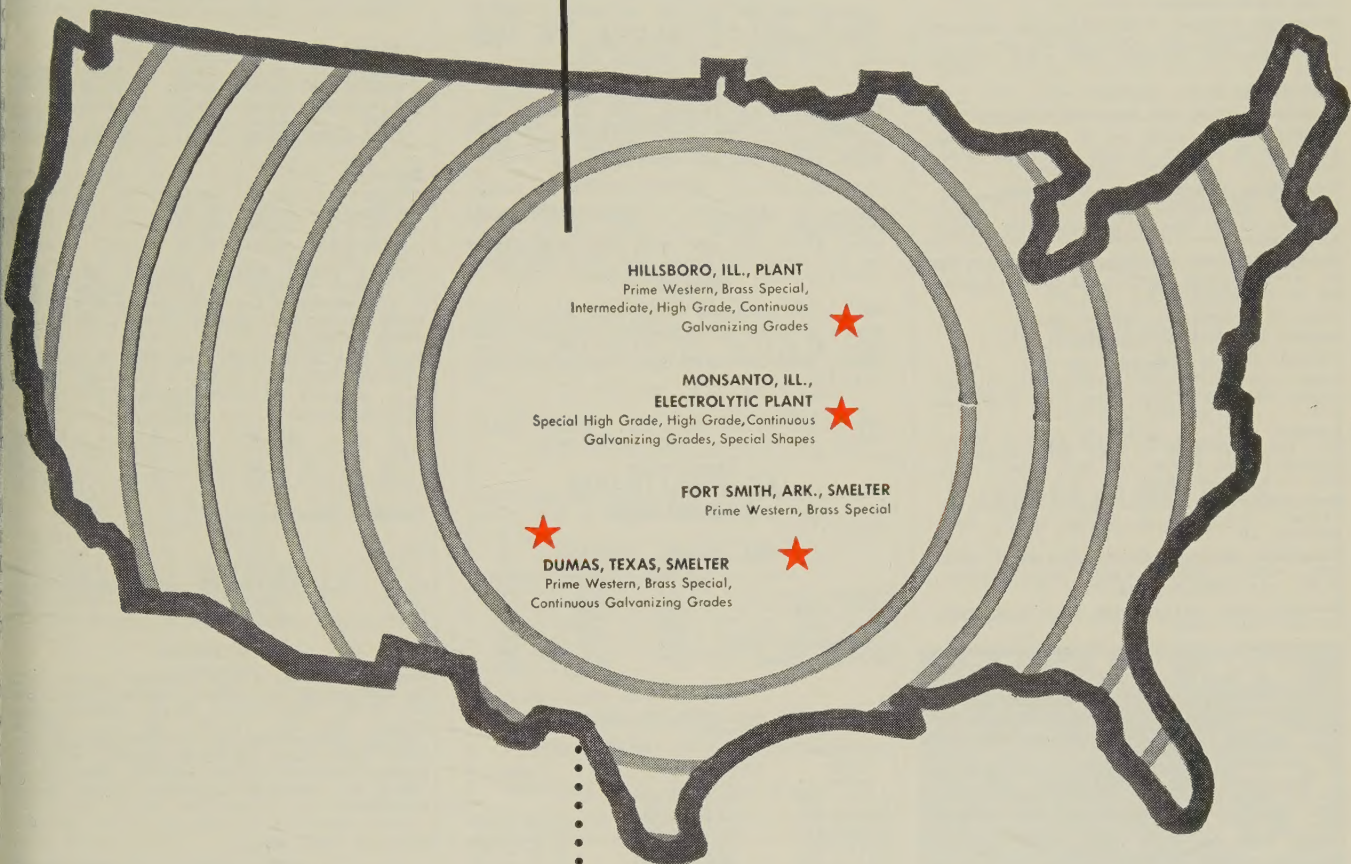 HILLSBORO, ILL., PLANT
Prime Western, Brass Special,
Intermediate, High Grade, Continuous
Galvanizing Grades
MONSANTO, ILL.,
ELECTROLYTIC PLANT
Special High Grade, High Grade, Continuous
Galvanizing Grades, Special Shapes
FORT SMITH, ARK., SMELTER
Prime Western, Brass Special
DUMAS, TEXAS, SMELTER
Prime Western, Brass Special,
Continuous Galvanizing Grades